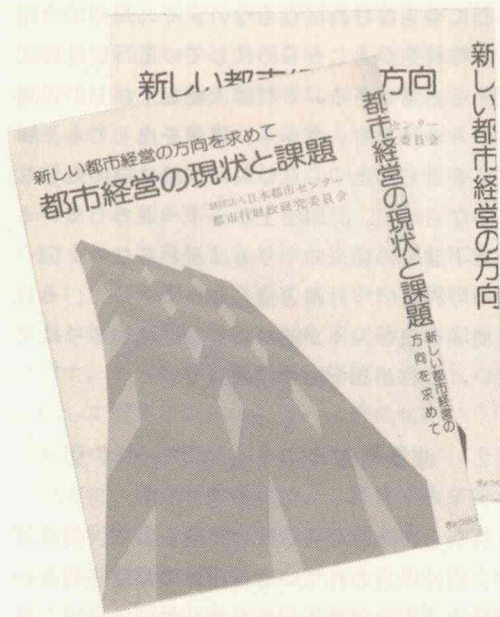 新しい都市
方向
センター
委員会
新しい都市経営の方向
新しい都市経営の方向を求めて
都市経営の現状と課題
財団法人日本都市センター
都市行財政研究委員会
都市経営の現状と課題
新しい都市経営の
方向を求めて